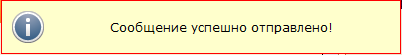 Сообщение успешно отправлено!